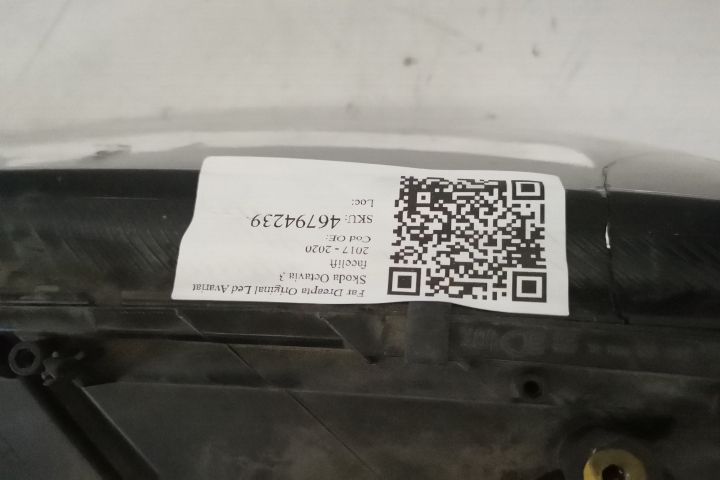 Far Dreapta Original Led Avariat
Skoda Octavia 3
facelift
2017 - 2020
Cod OE:
SKU: 46794239
Loc: